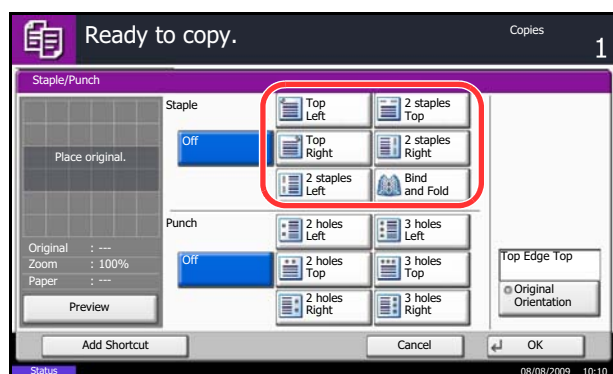 Ready to copy.
Copies
1
Staple/Punch
Place original.
Original : ---
Zoom : 100%
Paper : ---
Preview
Staple
Off
Top
Left
2 staples
Top
Top
Right
2 staples
Right
2 staples
Left
Bind
and Fold
Punch
Off
2 holes
Left
3 holes
Left
2 holes
Top
3 holes
Top
2 holes
Right
3 holes
Right
Top Edge Top
Original
Orientation
Add Shortcut
Cancel
OK
Status
08/08/2009 10:10